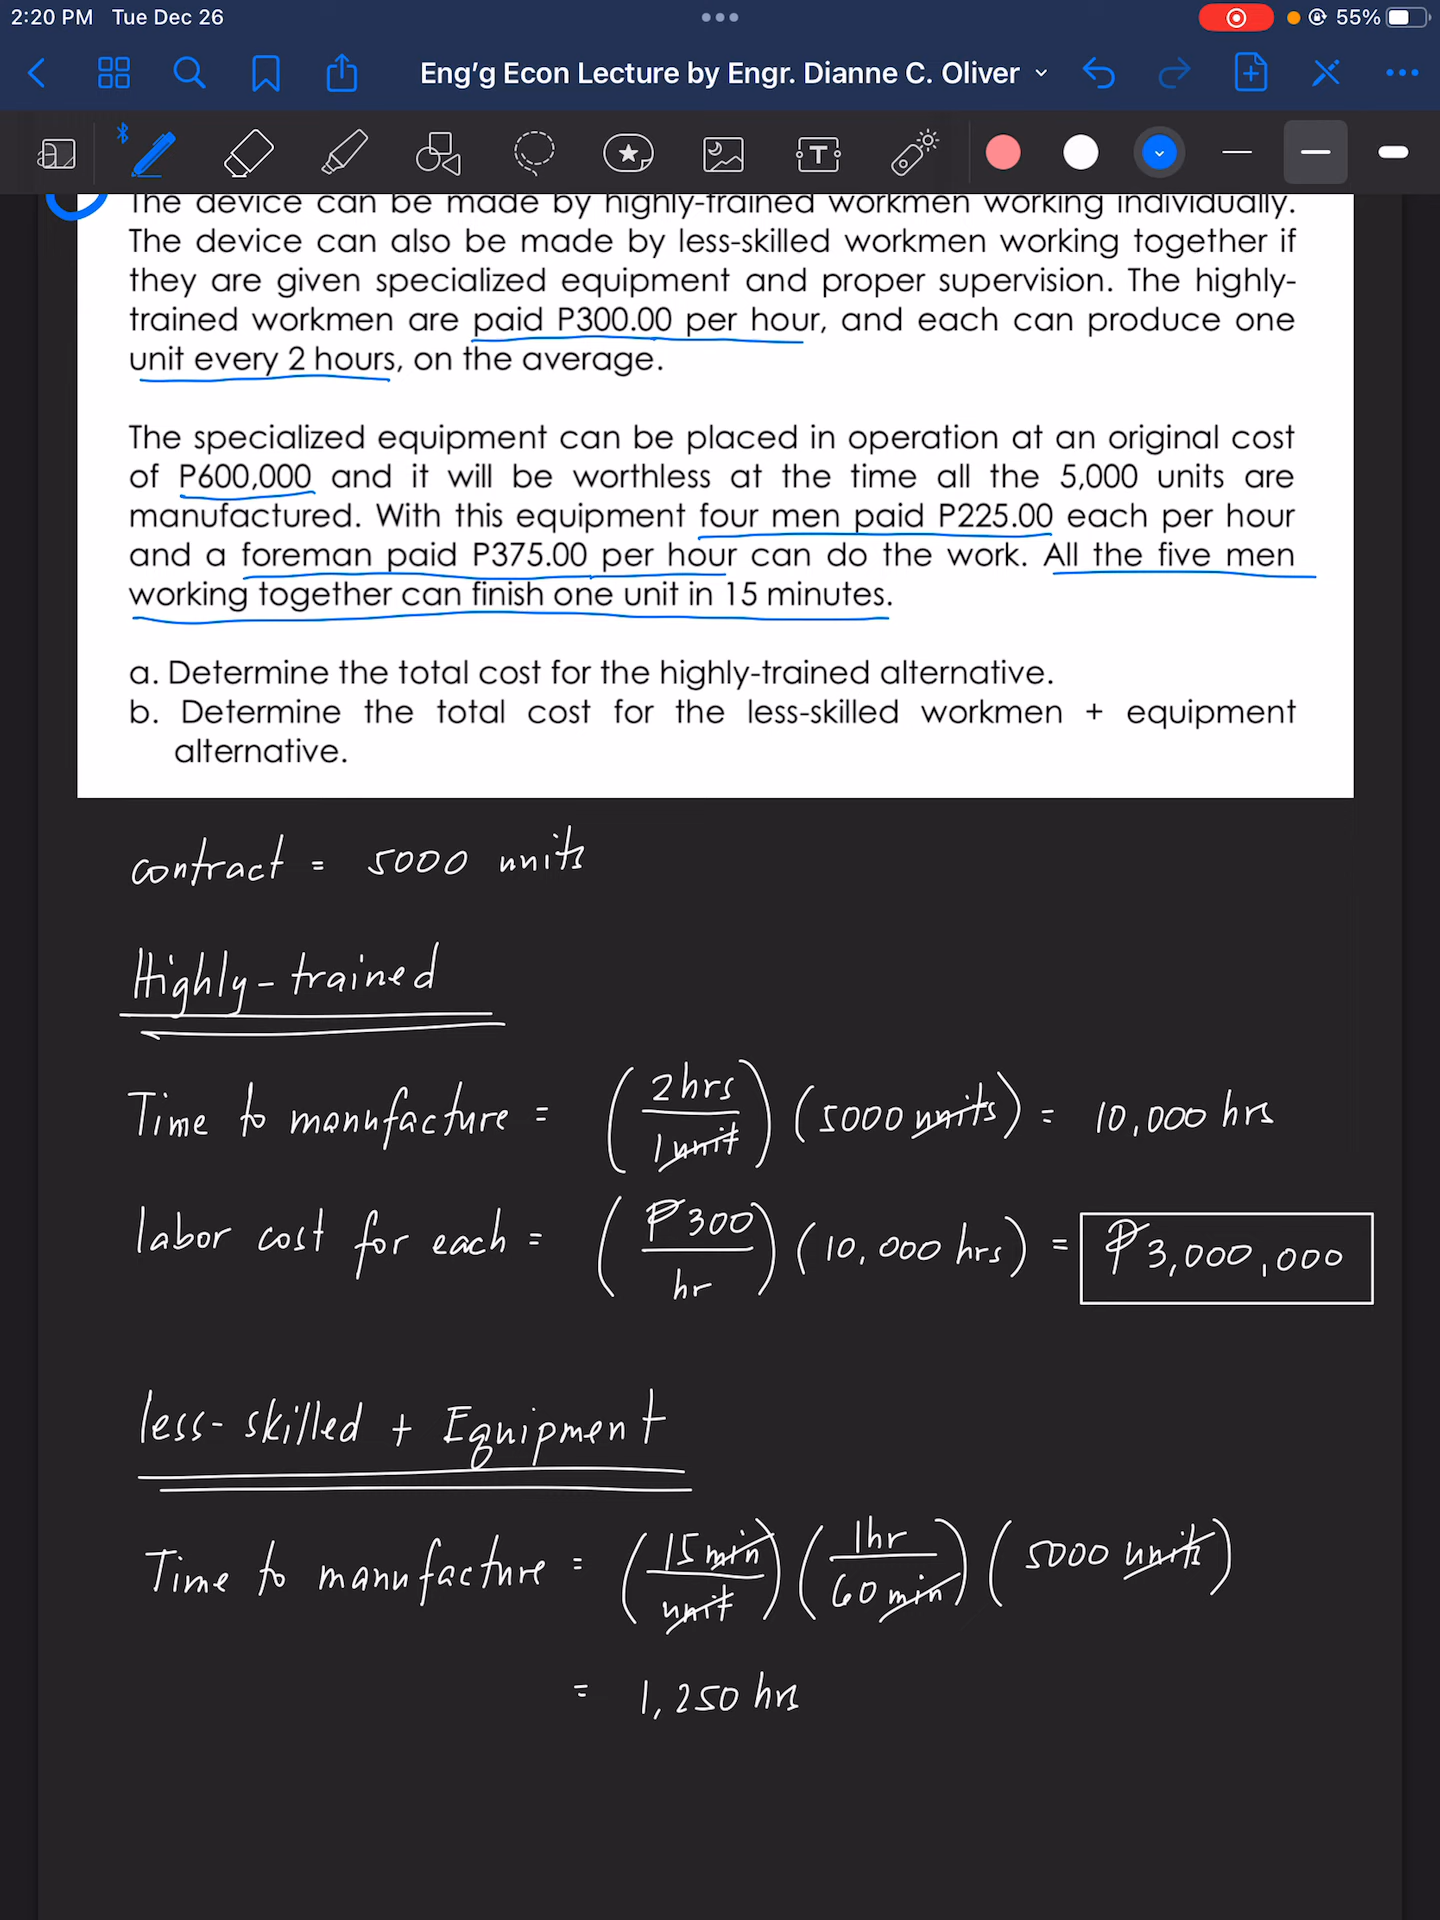 2:20 PM Tue Dec 26
55%
Eng'g Econ Lecture by Engr. Dianne C. Oliver
The device can be made by highly-trained workmen working individually.
The device can also be made by less-skilled workmen working together if
they are given specialized equipment and proper supervision. The highly-
trained workmen are paid P300.00 per hour, and each can produce one
unit every 2 hours, on the average.
The specialized equipment can be placed in operation at an original cost
of P600,000 and it will be worthless at the time all the 5,000 units are
manufactured. With this equipment four men paid P225.00 each per hour
and a foreman paid P375.00 per hour can do the work. All the five men
working together can finish one unit in 15 minutes.
a. Determine the total cost for the highly-trained alternative.
b. Determine the total cost for the less-skilled workmen + equipment
alternative.
contract = 5000 units
Highly-trained
Time to manufacture = (2hrs / 1 unit) (5000 units) = 10,000 hrs
labor cost for each = (₱300 / hr) (10,000 hrs) = ₱3,000,000
less-skilled + Equipment
Time to manufacture = (15 min / unit) (1hr / 60 min) (5000 units)
= 1,250 hrs